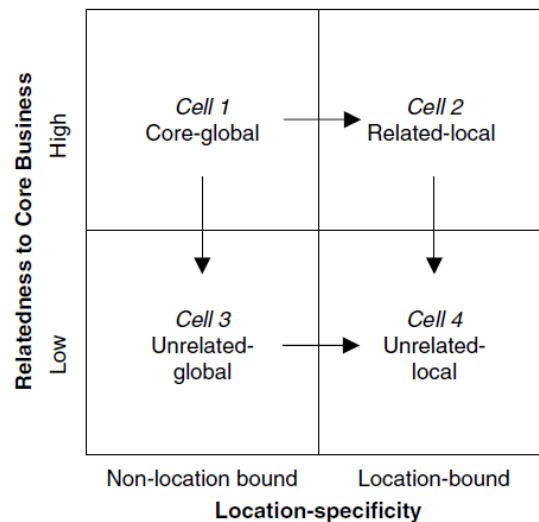 Relatedness to Core Business
High
Low
Cell 1
Core-global
Cell 2
Related-local
Cell 3
Unrelated-
global
Cell 4
Unrelated-
local
Non-location bound
Location-bound
Location-specificity